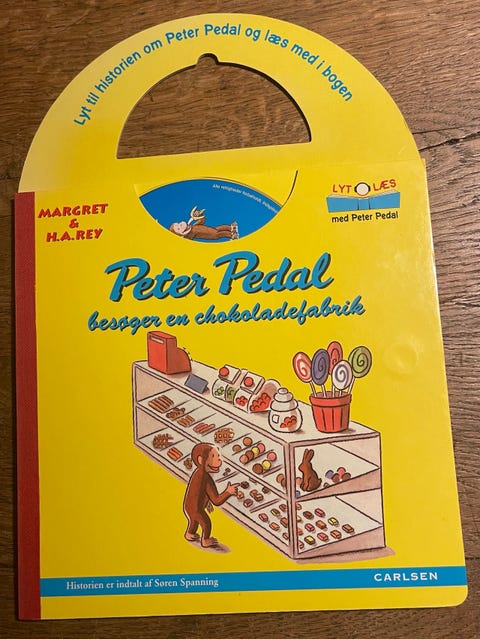 Lyt til historien om Peter Pedal og læs med i bogen
MARGRET
&
H.A. REY
LYT LÆS
med Peter Pedal
Peter Pedal
besøger en chokoladefabrik
Historien er indtalt af Søren Spanning
CARLSEN